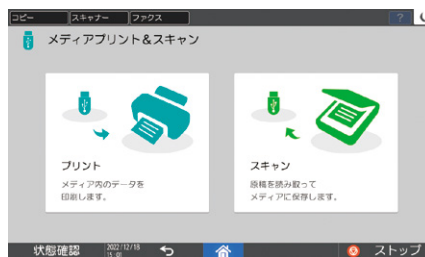 コピー
スキャナー
ファクス
?
メディアプリント&スキャン
プリント
メディア内のデータを
印刷します。
スキャン
原稿を読み取って
メディアに保存します。
状態確認
2022/12/18
ストップ